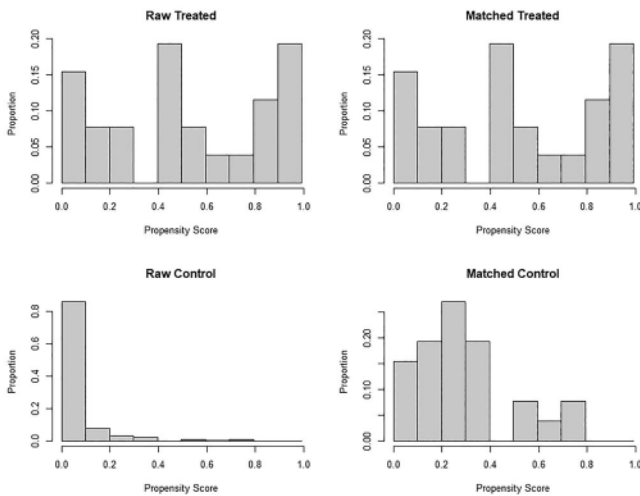 Raw Treated
Proportion
0.00 0.05 0.10 0.15 0.20
0.0 0.2 0.4 0.6 0.8 1.0
Propensity Score
Matched Treated
Proportion
0.00 0.05 0.10 0.15 0.20
0.0 0.2 0.4 0.6 0.8 1.0
Propensity Score
Raw Control
Proportion
0.0 0.2 0.4 0.6 0.8
0.0 0.2 0.4 0.6 0.8 1.0
Propensity Score
Matched Control
Proportion
0.00 0.10 0.20
0.0 0.2 0.4 0.6 0.8 1.0
Propensity Score